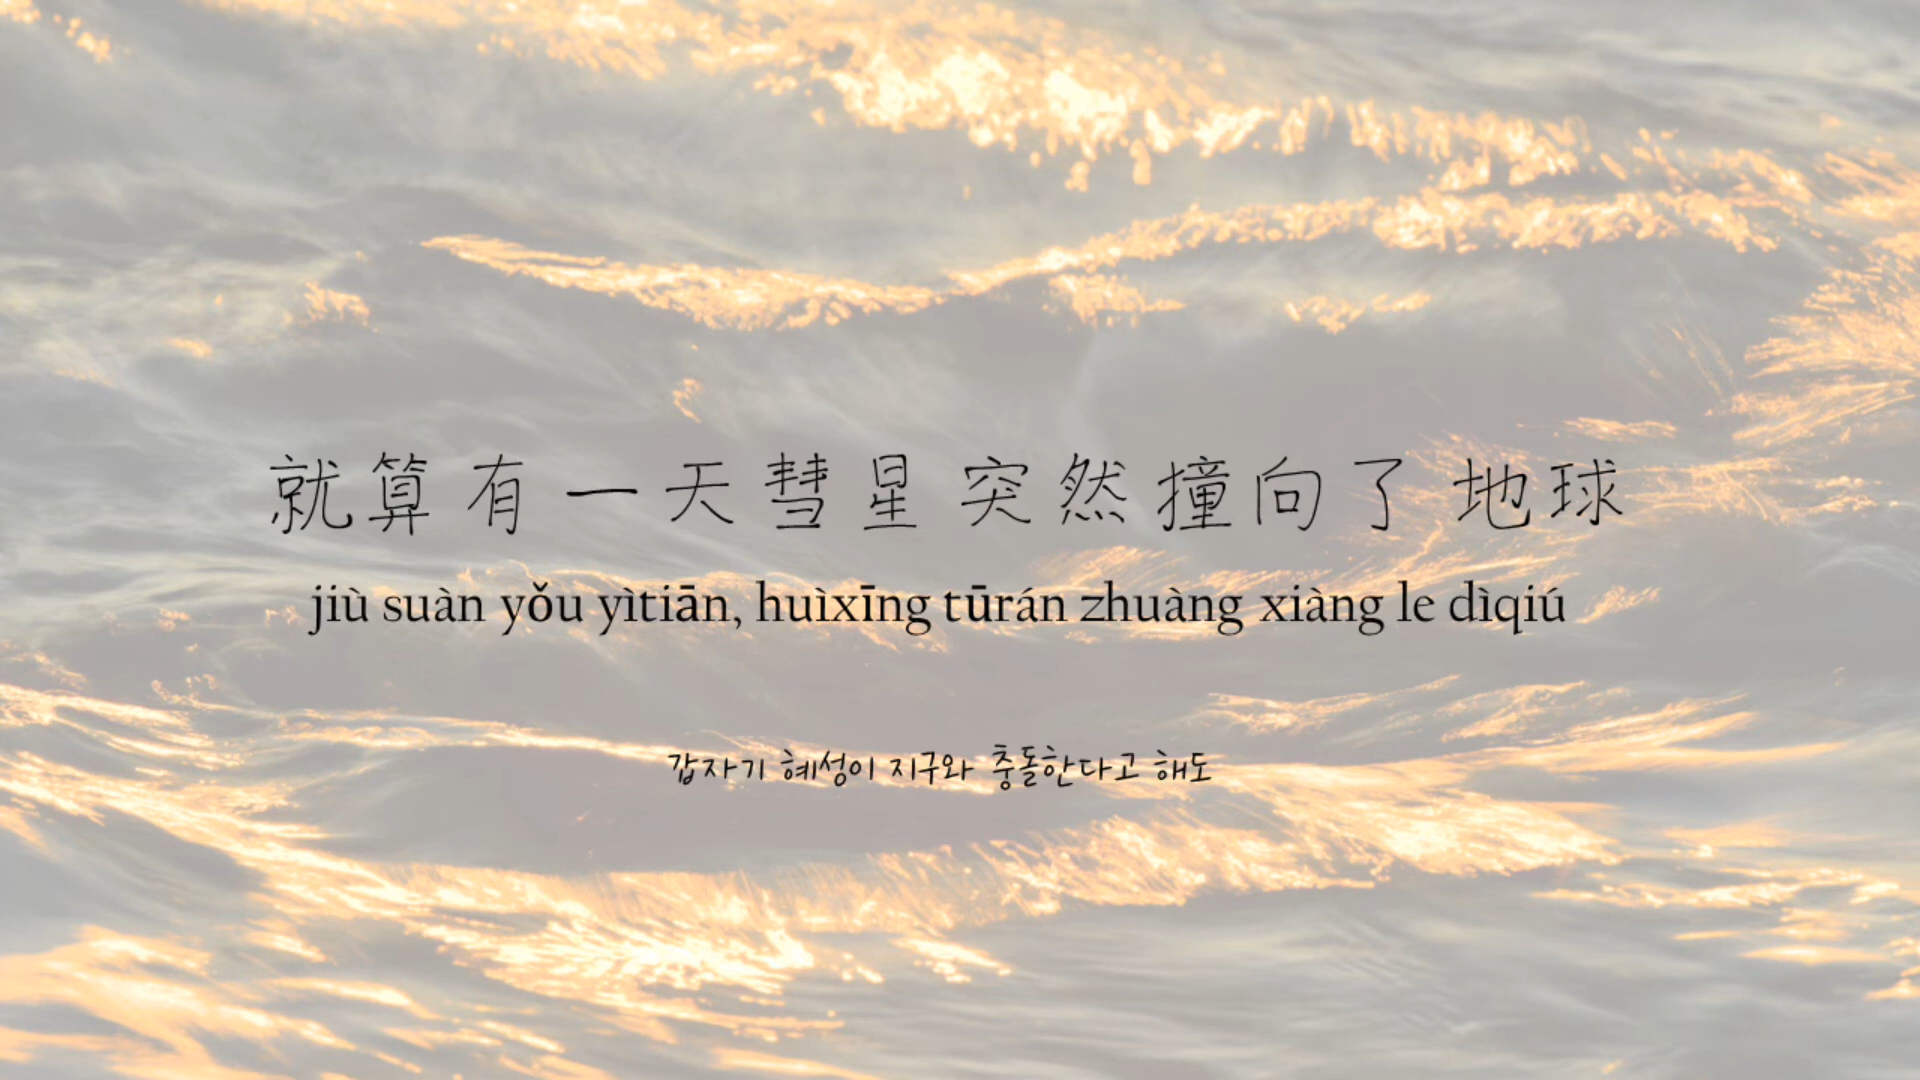 就算 有 一天 彗星 突然 撞向了 地球
jiù suàn yǒu yìtiān, huìxīng tūrán zhuàng xiàng le dìqiú
갑자기 혜성이 지구와 충돌한다고 해도